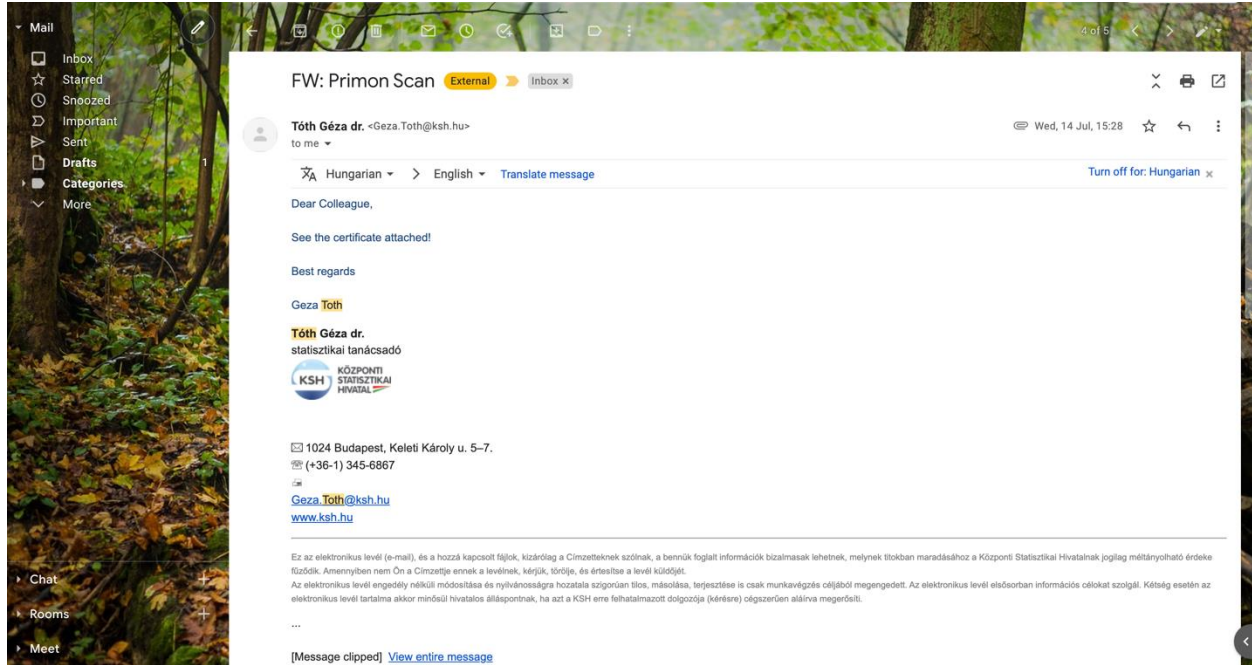 Mail
4 of 5
Inbox
Starred
Snoozed
Important
Sent
Drafts 1
Categories
More
FW: Primon Scan External Inbox ×
Tóth Géza dr. <Geza.Toth@ksh.hu> Wed, 14 Jul, 15:28
to me
Hungarian > English Translate message Turn off for: Hungarian ×
Dear Colleague,
See the certificate attached!
Best regards
Geza Toth
Tóth Géza dr.
statisztikai tanácsadó
KSH KÖZPONTI
STATISZTIKAI
HIVATAL
1024 Budapest, Keleti Károly u. 5–7.
(+36-1) 345-6867
Geza.Toth@ksh.hu
www.ksh.hu
Ez az elektronikus levél (e-mail), és a hozzá kapcsolt fájlok, kizárólag a Címzetteknek szólnak, a bennük foglalt információk bizalmasak lehetnek, melynek titokban maradásához a Központi Statisztikai Hivatalnak jogilag méltányolható érdeke
fűződik. Amennyiben nem Ön a Címzettje ennek a levélnek, kérjük, törölje, és értesítse a levél küldőjét.
Az elektronikus levél engedély nélküli módosítása és nyilvánosságra hozatala szigorúan tilos, másolása, terjesztése is csak munkavégzés céljából megengedett. Az elektronikus levél elsősorban információs célokat szolgál. Kétség esetén az
elektronikus levél tartalma akkor minősül hivatalos álláspontnak, ha azt a KSH erre felhatalmazott dolgozója (kérésre) cégszerűen aláírva megerősíti.
...
[Message clipped] View entire message
Chat
Rooms
Meet